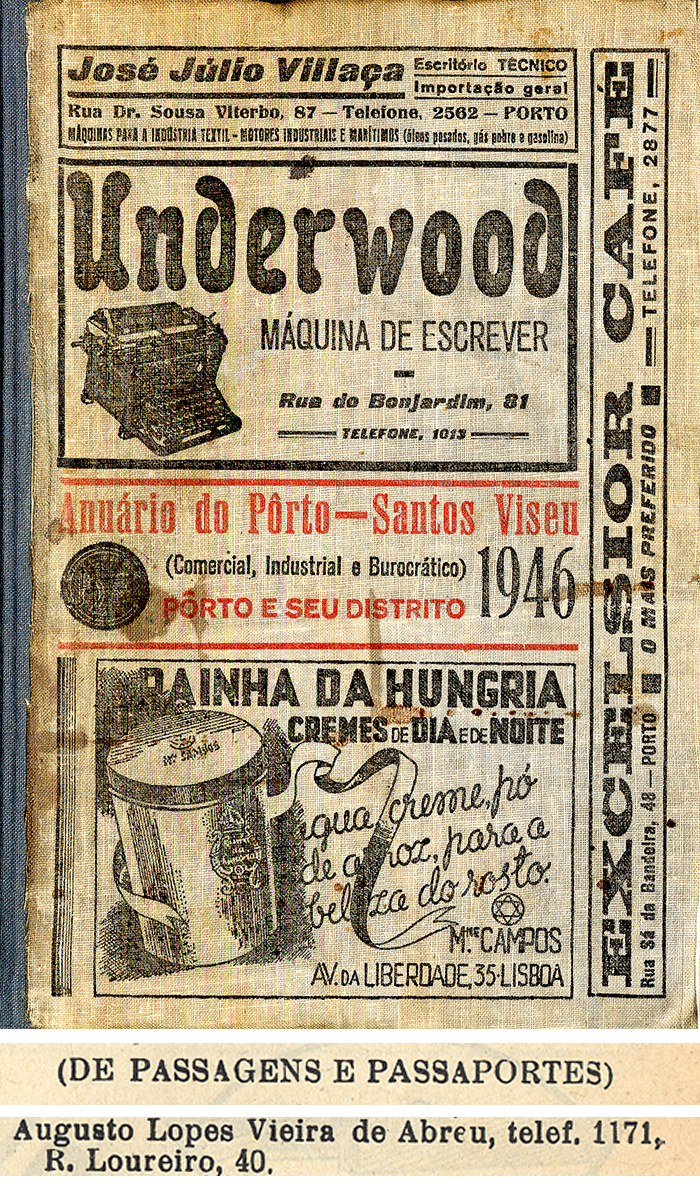 José Júlio Villaça
Escritório TÉCNICO
Importação geral
Rua Dr. Sousa Viterbo, 87 — Telefone, 2562 — PORTO
MÁQUINAS PARA A INDÚSTRIA TEXTIL - MOTORES INDUSTRIAIS E MARÍTIMOS (óleos pesados, gás pobre e gasolina)
Underwood
MÁQUINA DE ESCREVER
Rua do Bonjardim, 81
TELEFONE, 1013
Anuário do Pôrto—Santos Viseu
(Comercial, Industrial e Burocrático)
1946
PÔRTO E SEU DISTRITO
RAINHA DA HUNGRIA
CREMES DE DIA E DE NOITE
Mme CAMPOS
água, creme, pó
de arroz, para a
beleza do rosto.
Mme CAMPOS
AV. DA LIBERDADE, 35-LISBOA
EXCELSIOR CAFÉ
Rua Sá da Bandeira, 48 — PORTO ■ O MAIS PREFERIDO ■ — TELEFONE, 2877 —
(DE PASSAGENS E PASSAPORTES)
Augusto Lopes Vieira de Abreu, telef. 1171,
R. Loureiro, 40.